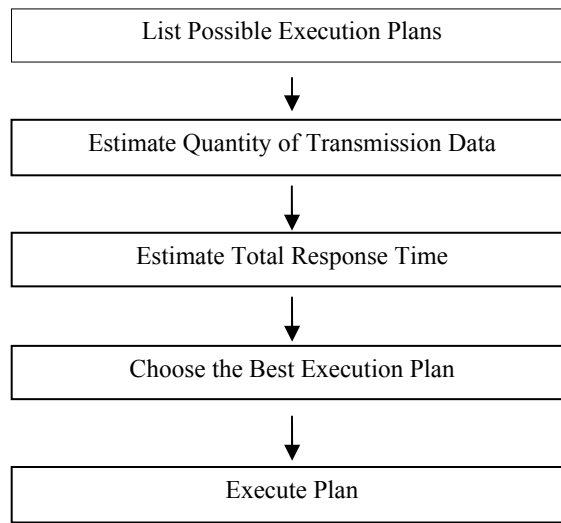 List Possible Execution Plans
Estimate Quantity of Transmission Data
Estimate Total Response Time
Choose the Best Execution Plan
Execute Plan